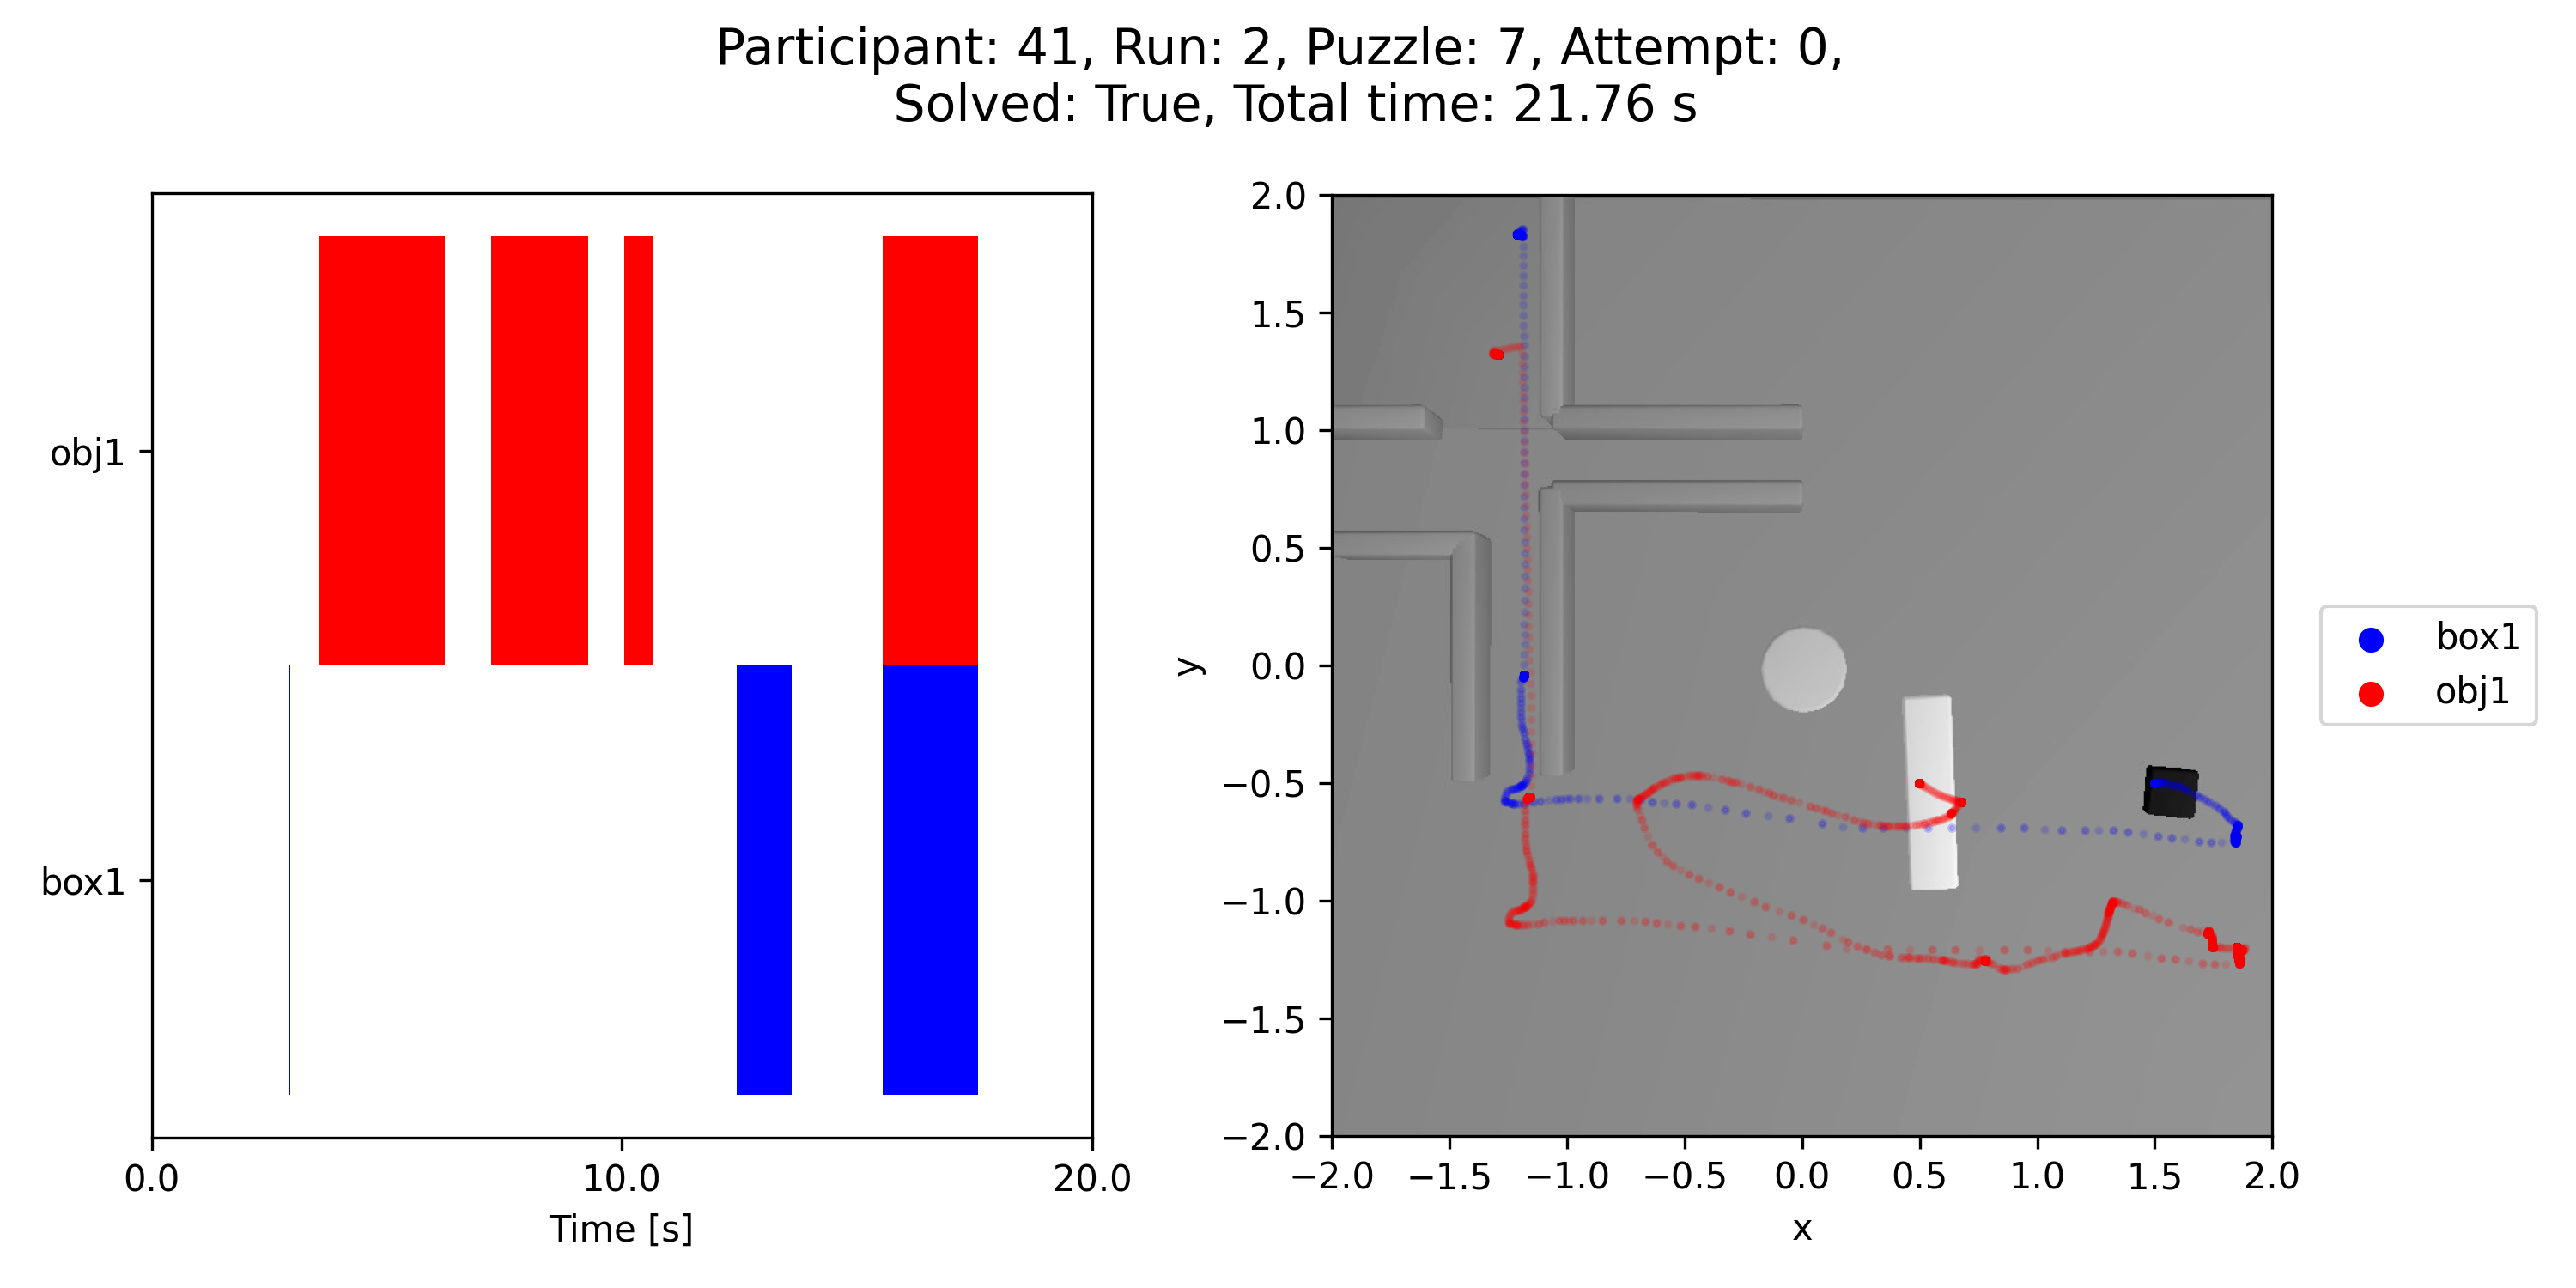 Participant: 41, Run: 2, Puzzle: 7, Attempt: 0,
Solved: True, Total time: 21.76 s
obj1
box1
0.0 10.0 20.0
Time [s]
2.0
1.5
1.0
0.5
0.0
−0.5
−1.0
−1.5
−2.0
y
−2.0 −1.5 −1.0 −0.5 0.0 0.5 1.0 1.5 2.0
x
box1
obj1